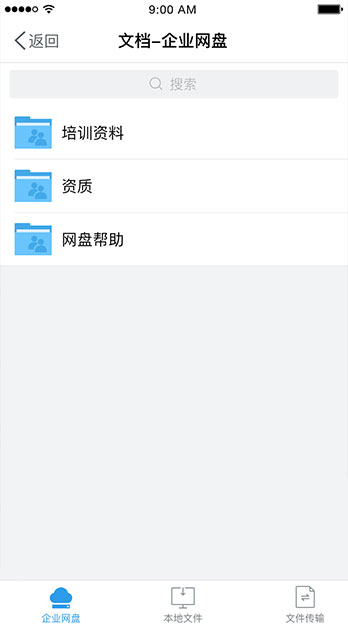 9:00 AM
返回
文档-企业网盘
搜索
培训资料
资质
网盘帮助
企业网盘
本地文件
文件传输